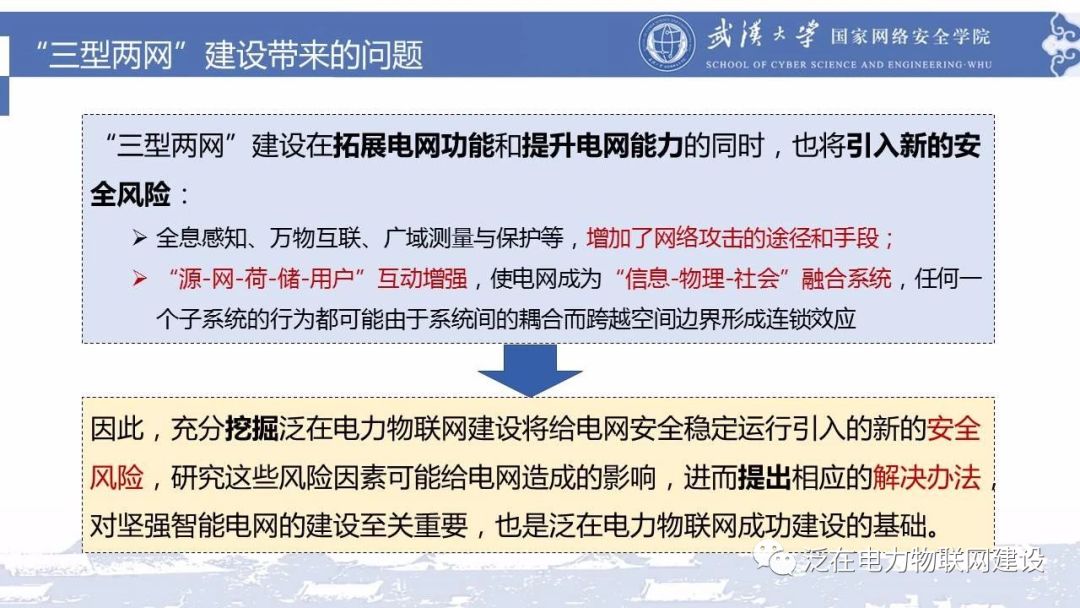 “三型两网”建设带来的问题
武汉大学 国家网络安全学院
SCHOOL OF CYBER SCIENCE AND ENGINEERING·WHU
“三型两网”建设在拓展电网功能和提升电网能力的同时，也将引入新的安
全风险：
➢ 全息感知、万物互联、广域测量与保护等，增加了网络攻击的途径和手段；
➢ “源-网-荷-储-用户”互动增强，使电网成为“信息-物理-社会”融合系统，任何一
个子系统的行为都可能由于系统间的耦合而跨越空间边界形成连锁效应
因此，充分挖掘泛在电力物联网建设将给电网安全稳定运行引入的新的安全
风险，研究这些风险因素可能给电网造成的影响，进而提出相应的解决办法，
对坚强智能电网的建设至关重要，也是泛在电力物联网成功建设的基础。
泛在电力物联网建设